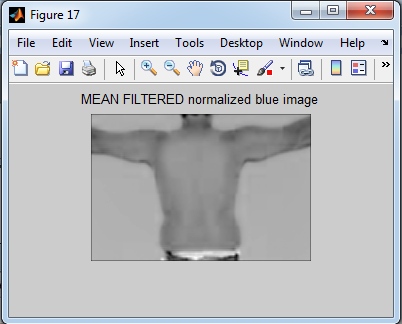 Figure 17
File Edit View Insert Tools Desktop Window Help
MEAN FILTERED normalized blue image